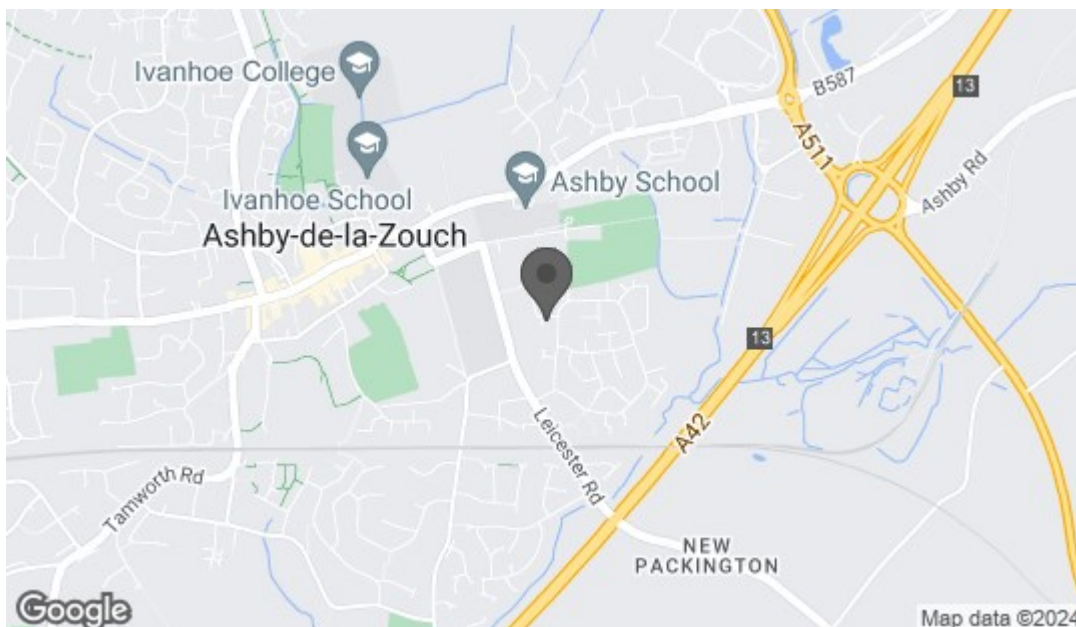 Ivanhoe College
B587
13
A511
Ashby Rd
Ivanhoe School
Ashby School
Ashby-de-la-Zouch
13
Leicester Rd
A42
Tamworth Rd
NEW
PACKINGTON
Google
Map data ©2024